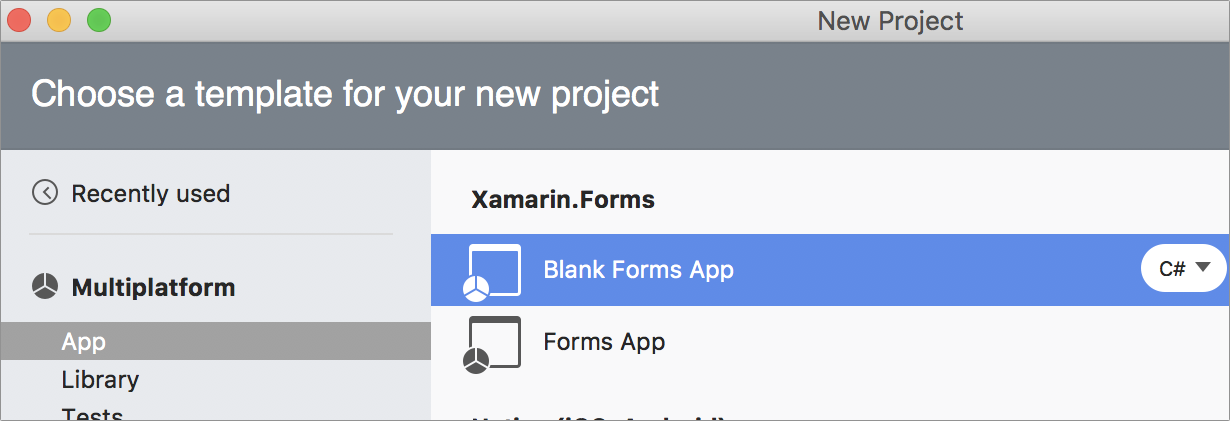 New Project
Choose a template for your new project
Recently used
Multiplatform
App
Library
Tests
Xamarin.Forms
Blank Forms App
C#
Forms App